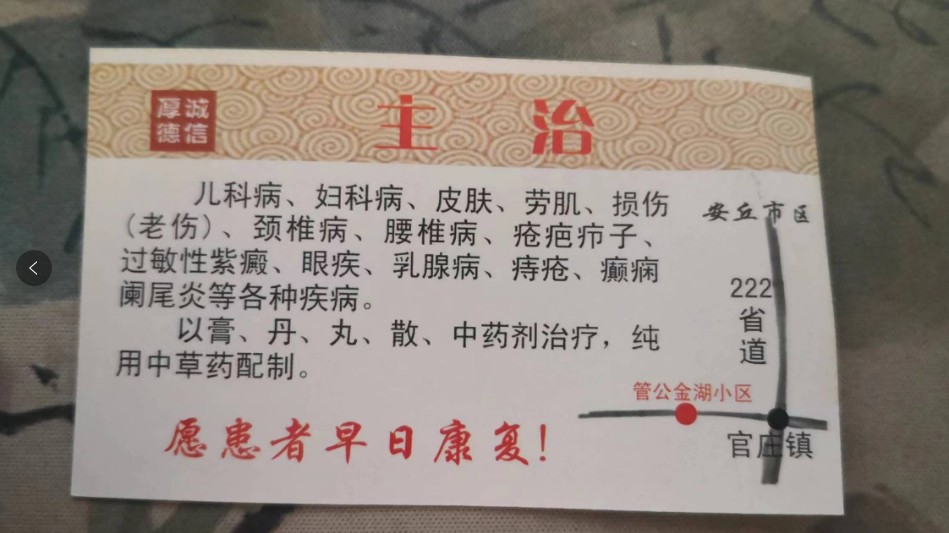 厚诚
德信
主治
儿科病、妇科病、皮肤、劳肌、损伤
（老伤）、颈椎病、腰椎病、疮疤疖子、
过敏性紫癜、眼疾、乳腺病、痔疮、癫痫
阑尾炎等各种疾病。
以膏、丹、丸、散、中药剂治疗，纯
用中草药配制。
愿患者早日康复！
安丘市区
222
省
道
管公金湖小区
官庄镇